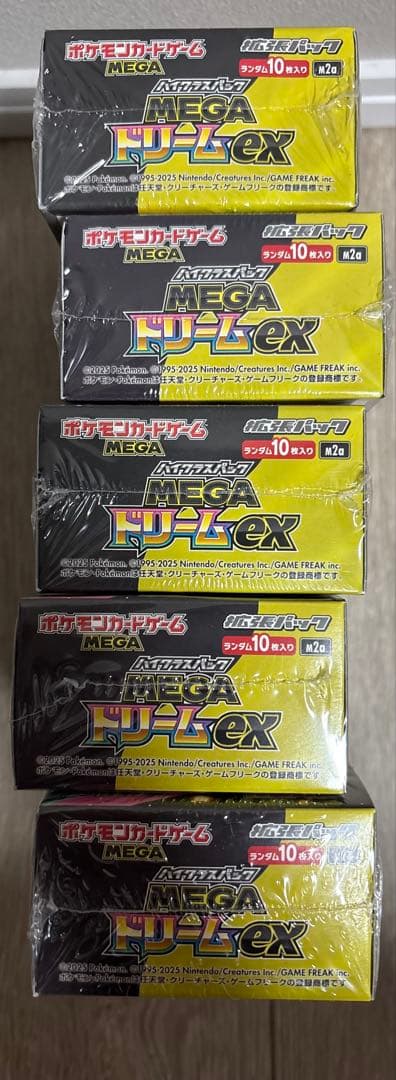 ポケモンカードゲーム 拡張パック
MEGA ランダム10枚入り M2a
ハイクラスパック
MEGA
ドリームex
©2025 Pokémon. ©1995-2025 Nintendo/Creatures Inc./GAME FREAK inc.
ポケモン・Pokémonは任天堂・クリーチャーズ・ゲームフリークの登録商標です。
ポケモンカードゲーム 拡張パック
MEGA ランダム10枚入り M2a
ハイクラスパック
MEGA
ドリームex
©2025 Pokémon. ©1995-2025 Nintendo/Creatures Inc./GAME FREAK inc.
ポケモン・Pokémonは任天堂・クリーチャーズ・ゲームフリークの登録商標です。
ポケモンカードゲーム 拡張パック
MEGA ランダム10枚入り M2a
ハイクラスパック
MEGA
ドリームex
©2025 Pokémon. ©1995-2025 Nintendo/Creatures Inc./GAME FREAK inc.
ポケモン・Pokémonは任天堂・クリーチャーズ・ゲームフリークの登録商標です。
ポケモンカードゲーム 拡張パック
MEGA ランダム10枚入り M2a
ハイクラスパック
MEGA
ドリームex
©2025 Pokémon. ©1995-2025 Nintendo/Creatures Inc./GAME FREAK inc.
ポケモン・Pokémonは任天堂・クリーチャーズ・ゲームフリークの登録商標です。
ポケモンカードゲーム 拡張パック
MEGA ランダム10枚入り
ハイクラスパック
MEGA
ドリームex
©2025 Pokémon. ©1995-2025 Nintendo/Creatures Inc./GAME FREAK inc.
ポケモン・Pokémonは任天堂・クリーチャーズ・ゲームフリークの登録商標です。